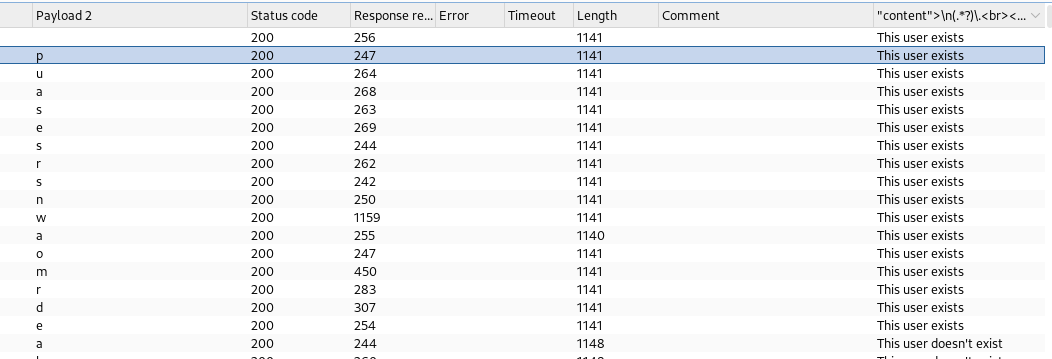 Payload 2 Status code Response re... Error Timeout Length Comment "content">\n(.*?)\.<br><...
200 256 1141 This user exists
p 200 247 1141 This user exists
u 200 264 1141 This user exists
a 200 268 1141 This user exists
s 200 263 1141 This user exists
e 200 269 1141 This user exists
s 200 244 1141 This user exists
r 200 262 1141 This user exists
s 200 242 1141 This user exists
n 200 250 1141 This user exists
w 200 1159 1141 This user exists
a 200 255 1140 This user exists
o 200 247 1141 This user exists
m 200 450 1141 This user exists
r 200 283 1141 This user exists
d 200 307 1141 This user exists
e 200 254 1141 This user exists
a 200 244 1148 This user doesn't exist